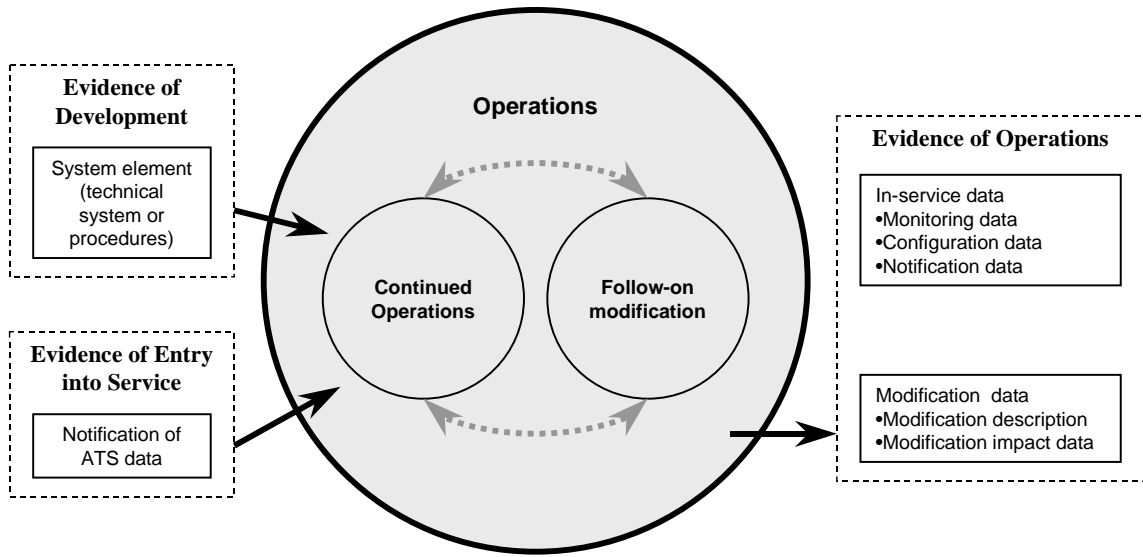 Evidence of
Development
System element
(technical
system or
procedures)
Evidence of Entry
into Service
Notification of
ATS data
Operations
Continued
Operations
Follow-on
modification
Evidence of Operations
In-service data
•Monitoring data
•Configuration data
•Notification data
Modification data
•Modification description
•Modification impact data